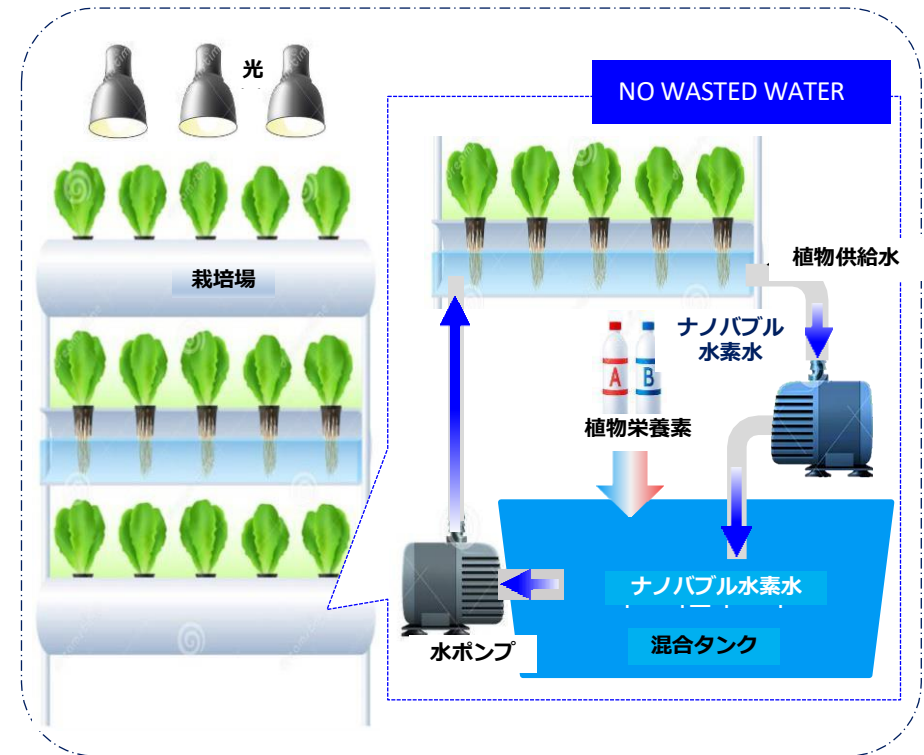 光
NO WASTED WATER
栽培場
植物供給水
ナノバブル
水素水
A B
植物栄養素
ナノバブル水素水
混合タンク
水ポンプ